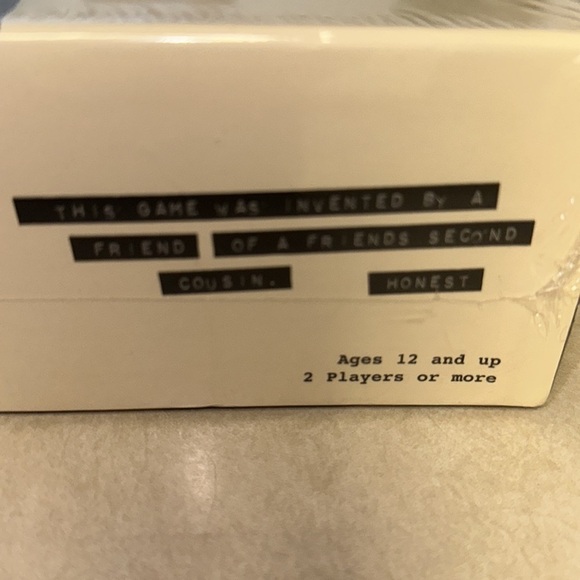 THIS GAME WAS INVENTED By A
FRIEND OF A FRIENDS SECOND
COUSIN. HONEST
Ages 12 and up
2 Players or more